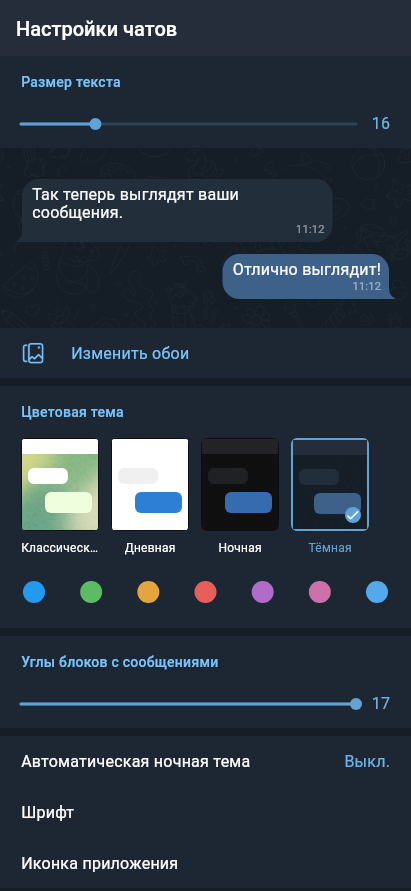 Настройки чатов
Размер текста
16
Так теперь выглядят ваши
сообщения.
11:12
Отлично выглядит!
11:12
Изменить обои
Цветовая тема
Классическ…
Дневная
Ночная
Тёмная
Углы блоков с сообщениями
17
Автоматическая ночная тема
Выкл.
Шрифт
Иконка приложения